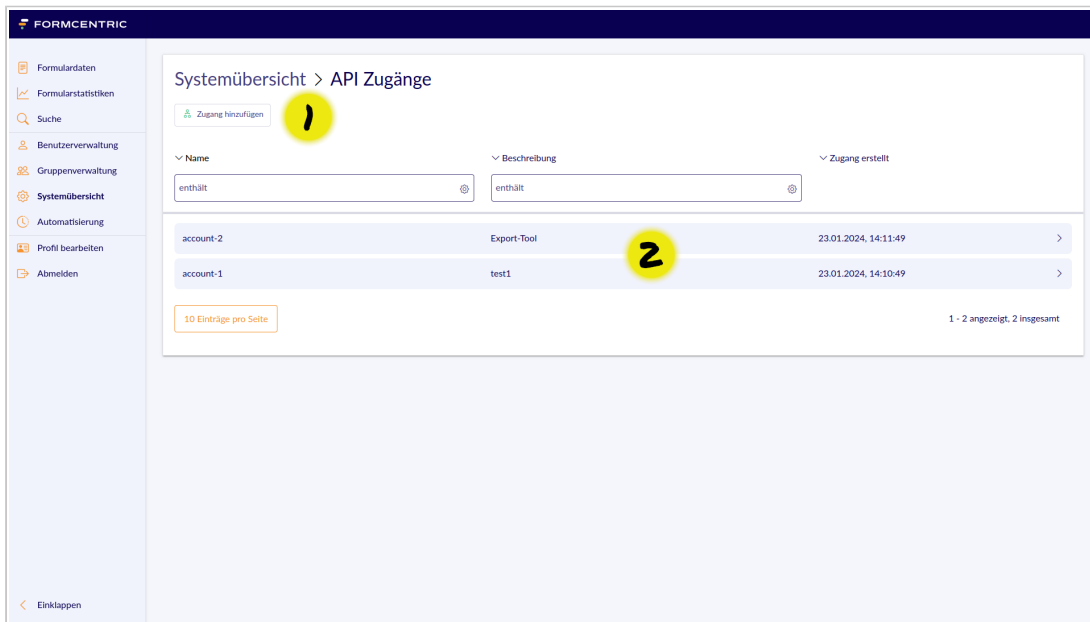 FORMCENTRIC
Formulardaten
Formularstatistiken
Suche
Benutzerverwaltung
Gruppenverwaltung
Systemübersicht
Automatisierung
Profil bearbeiten
Abmelden
Einklappen
Systemübersicht > API Zugänge
Zugang hinzufügen
1
Name Beschreibung Zugang erstellt
enthält enthält
account-2 Export-Tool 23.01.2024, 14:11:49
2
account-1 test1 23.01.2024, 14:10:49
10 Einträge pro Seite 1 - 2 angezeigt, 2 insgesamt